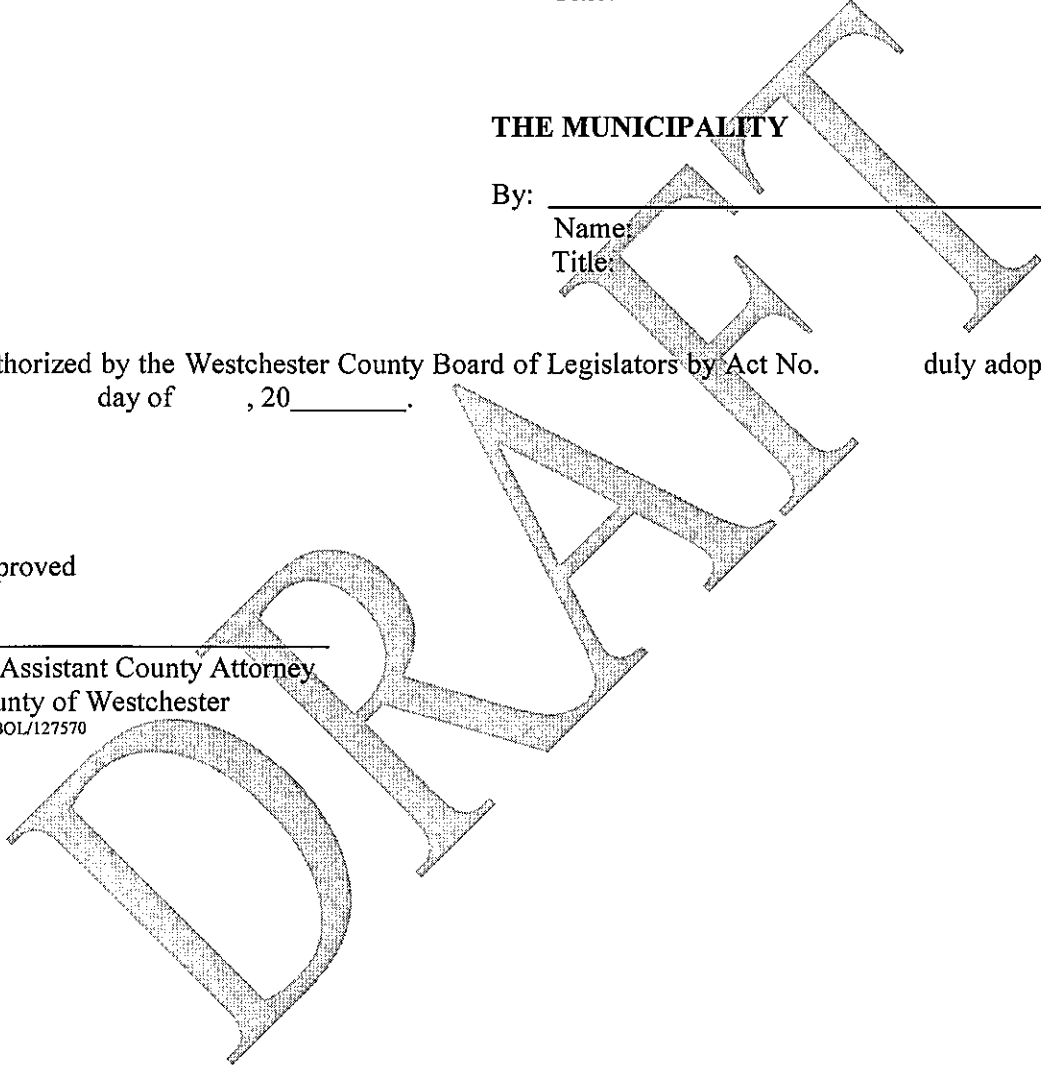 THE MUNICIPALITY
By:
Name:
Title:
thorized by the Westchester County Board of Legislators by Act No. duly adop
day of , 20________.
proved
Assistant County Attorney
unty of Westchester
BOL/127570
DRAFT